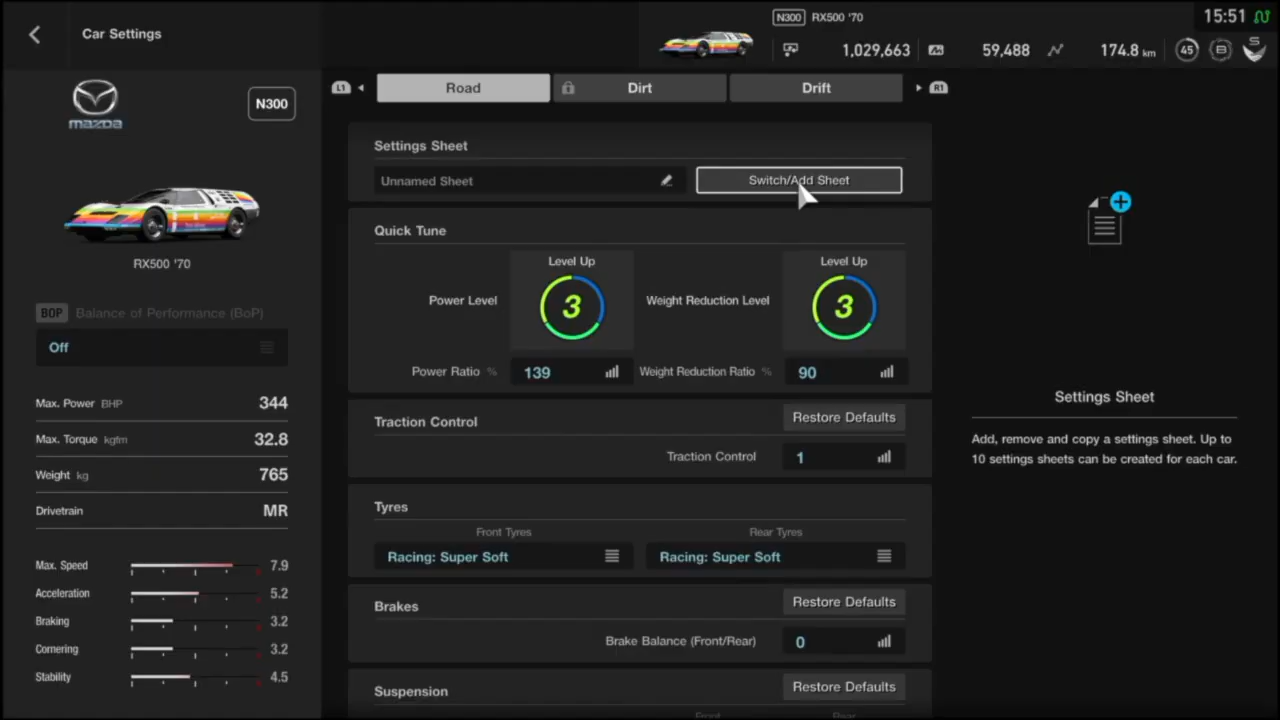 Car Settings
N300 RX500 '70
1,029,663
59,488
174.8 km
45
B
S
15:51
L1
Road
Dirt
Drift
R1
mazda
N300
RX500 '70
BOP Balance of Performance (BoP)
Off
Max. Power BHP 344
Max. Torque kgfm 32.8
Weight kg 765
Drivetrain MR
Max. Speed 7.9
Acceleration 5.2
Braking 3.2
Cornering 3.2
Stability 4.5
Settings Sheet
Unnamed Sheet
Switch/Add Sheet
Quick Tune
Level Up
Level Up
Power Level 3
Weight Reduction Level 3
Power Ratio % 139
Weight Reduction Ratio % 90
Traction Control
Restore Defaults
Traction Control 1
Tyres
Front Tyres
Rear Tyres
Racing: Super Soft
Racing: Super Soft
Brakes
Restore Defaults
Brake Balance (Front/Rear) 0
Suspension
Restore Defaults
Front
Rear
Settings Sheet
Add, remove and copy a settings sheet. Up to
10 settings sheets can be created for each car.